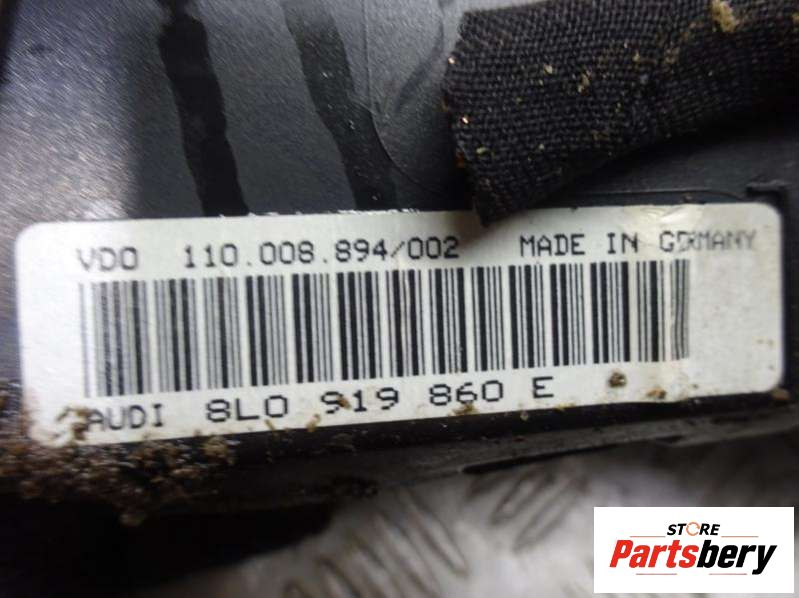 VDO 110.008.894/002 MADE IN GERMANY
AUDI 8L0 919 860 E
STORE
Partsbery